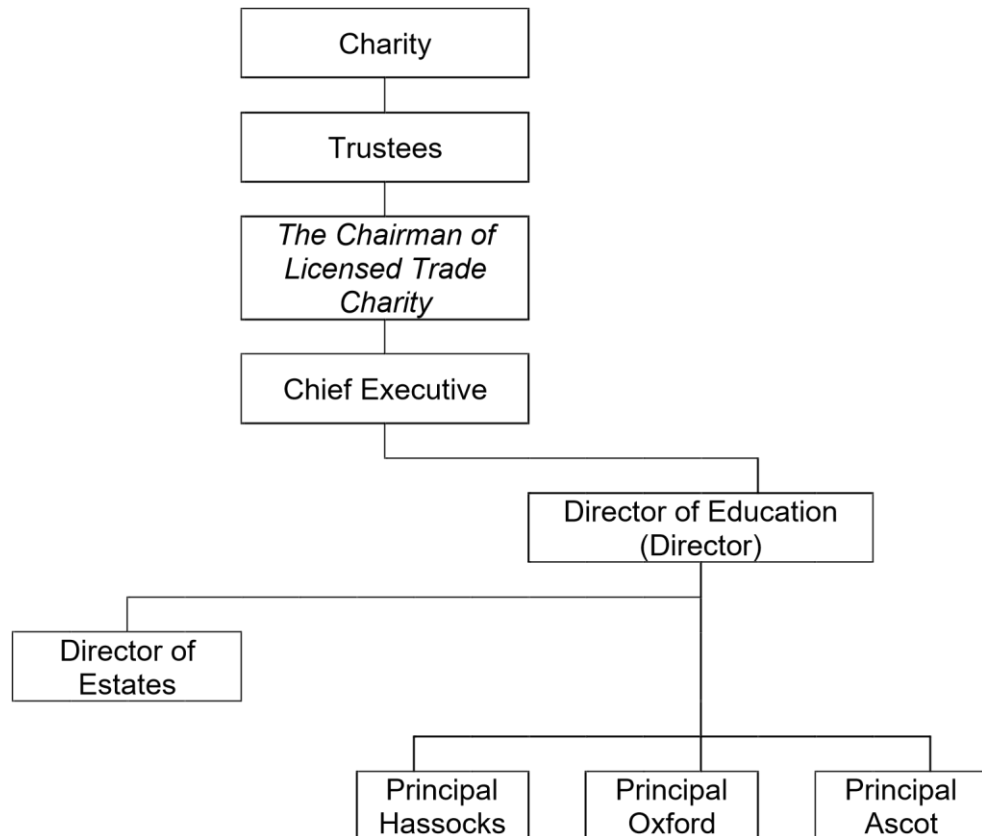 Charity
Trustees
The Chairman of
Licensed Trade
Charity
Chief Executive
Director of Education
(Director)
Director of
Estates
Principal
Hassocks
Principal
Oxford
Principal
Ascot